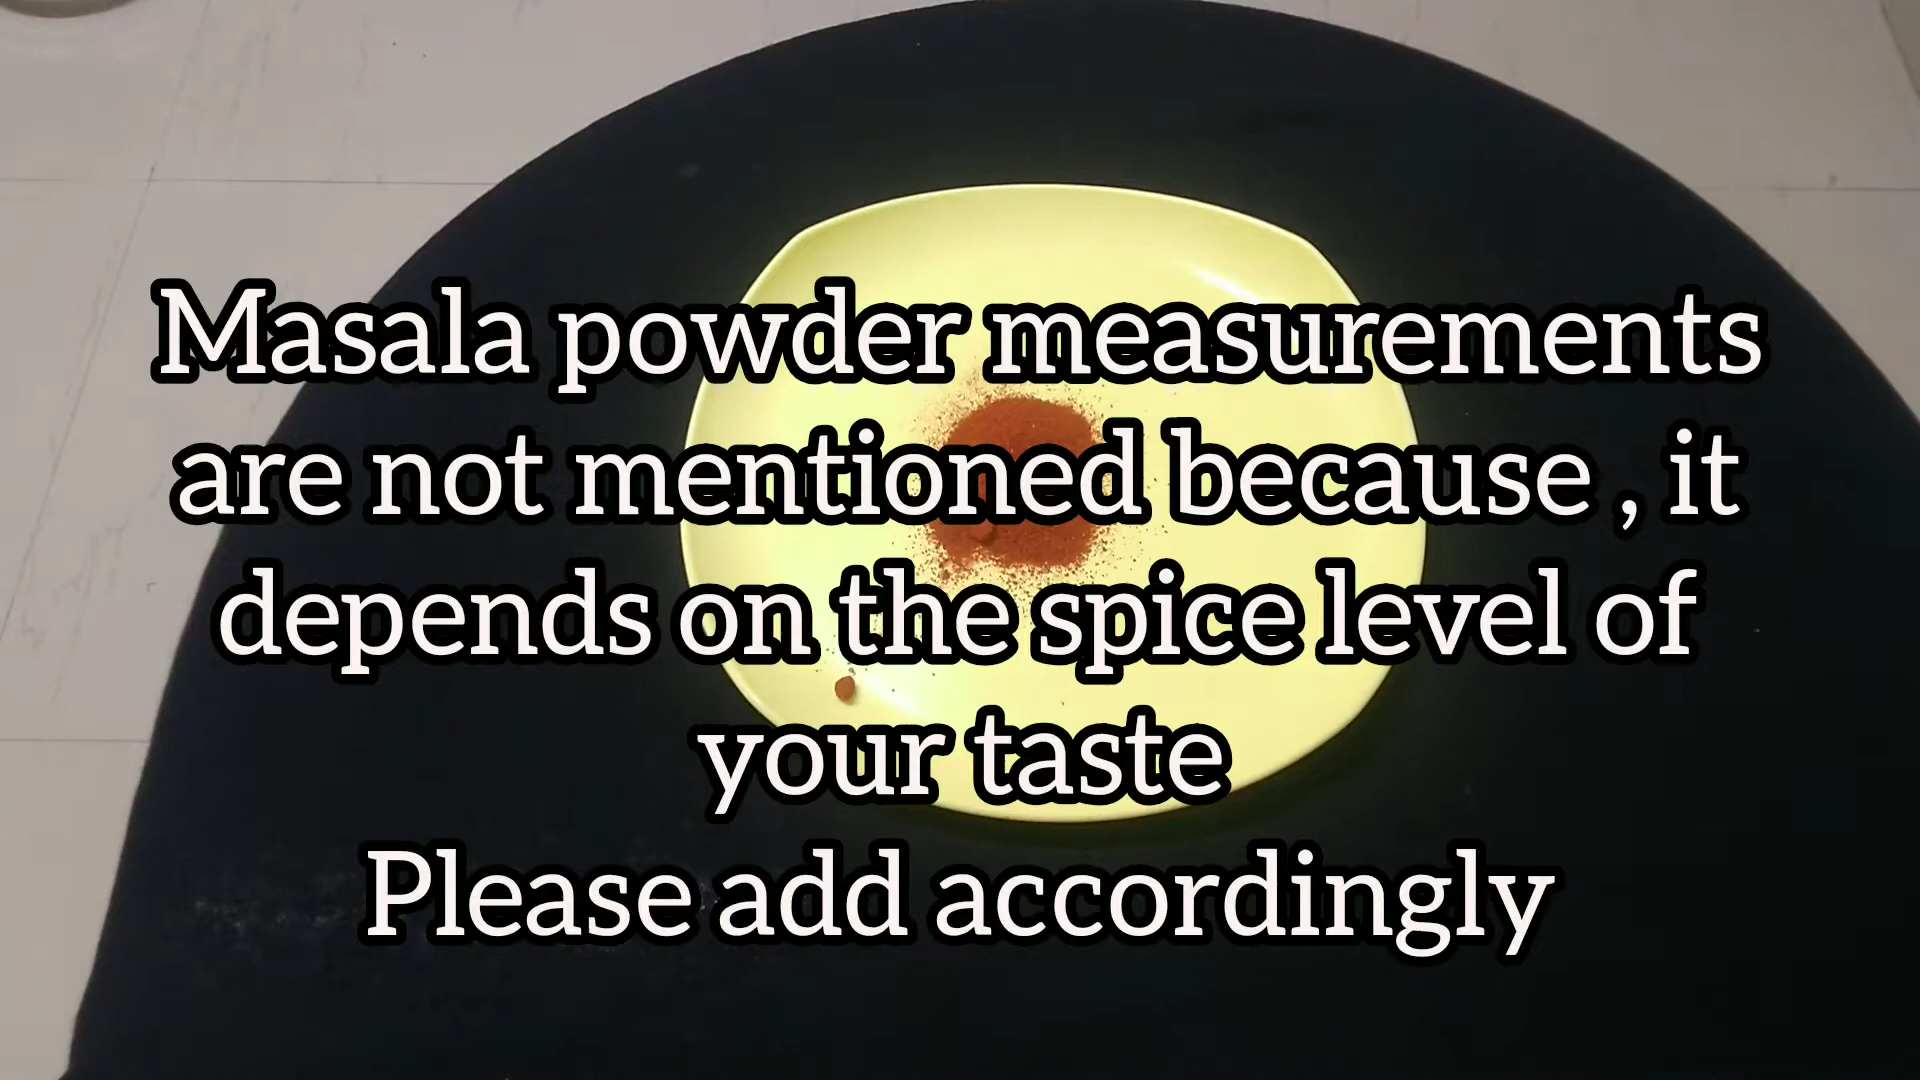 Masala powder measurements
are not mentioned because , it
depends on the spice level of
your taste
Please add accordingly